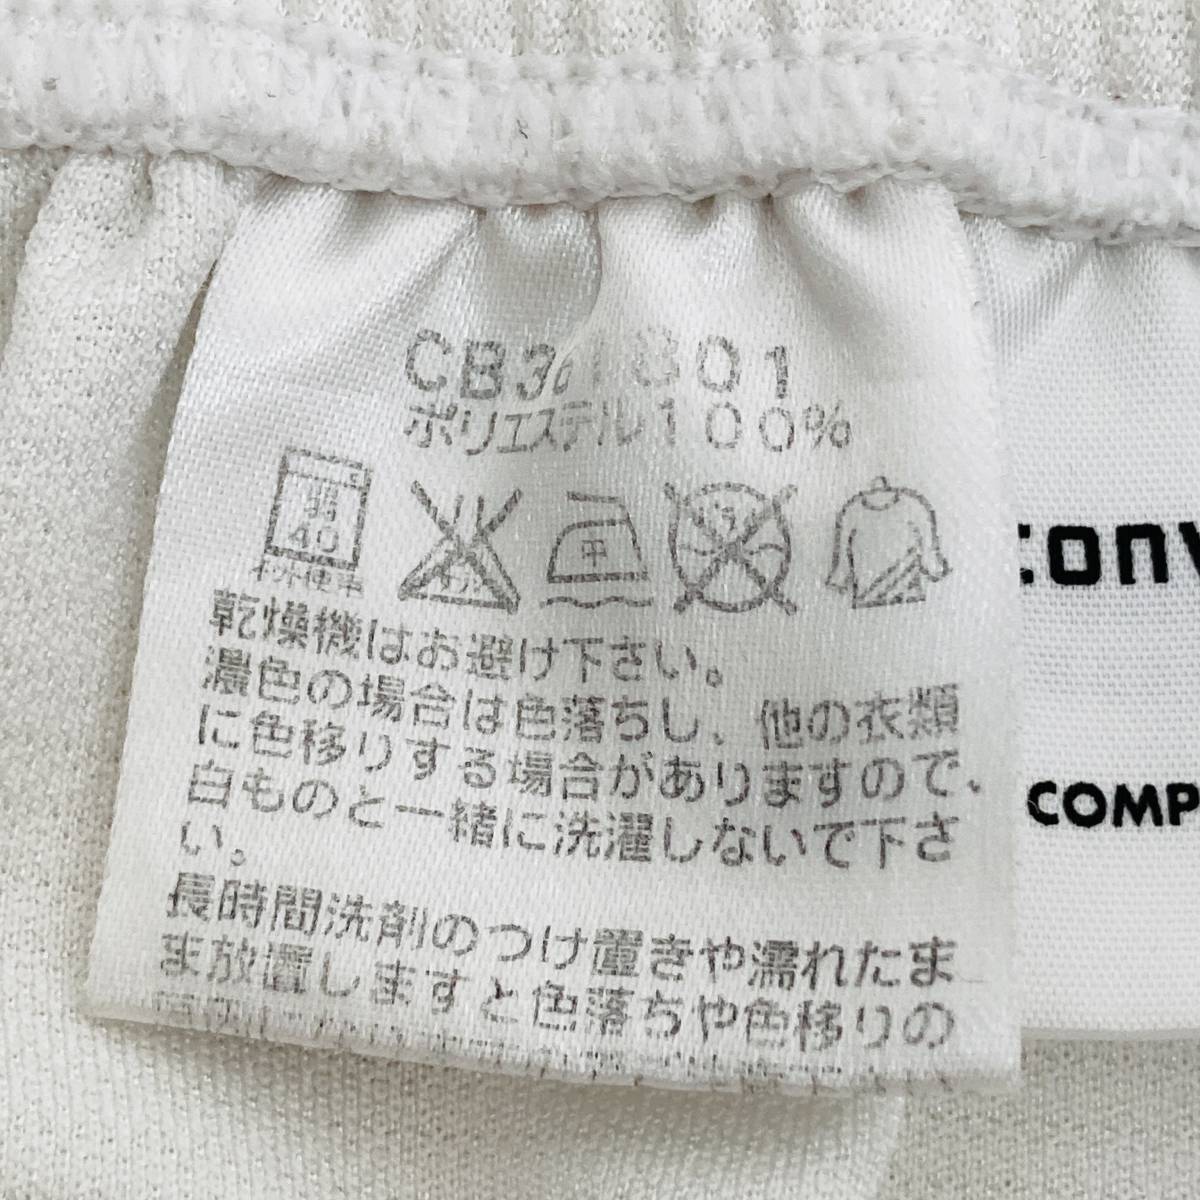 ポリエステル100%
40
中
乾燥機はお避け下さい。
濃色の場合は色落ちし、他の衣類
に色移りする場合がありますので、
白ものと一緒に洗濯しないで下さ
い。
長時間洗剤のつけ置きや濡れたま
ま放置しますと色落ちや色移りの
conv
COMP